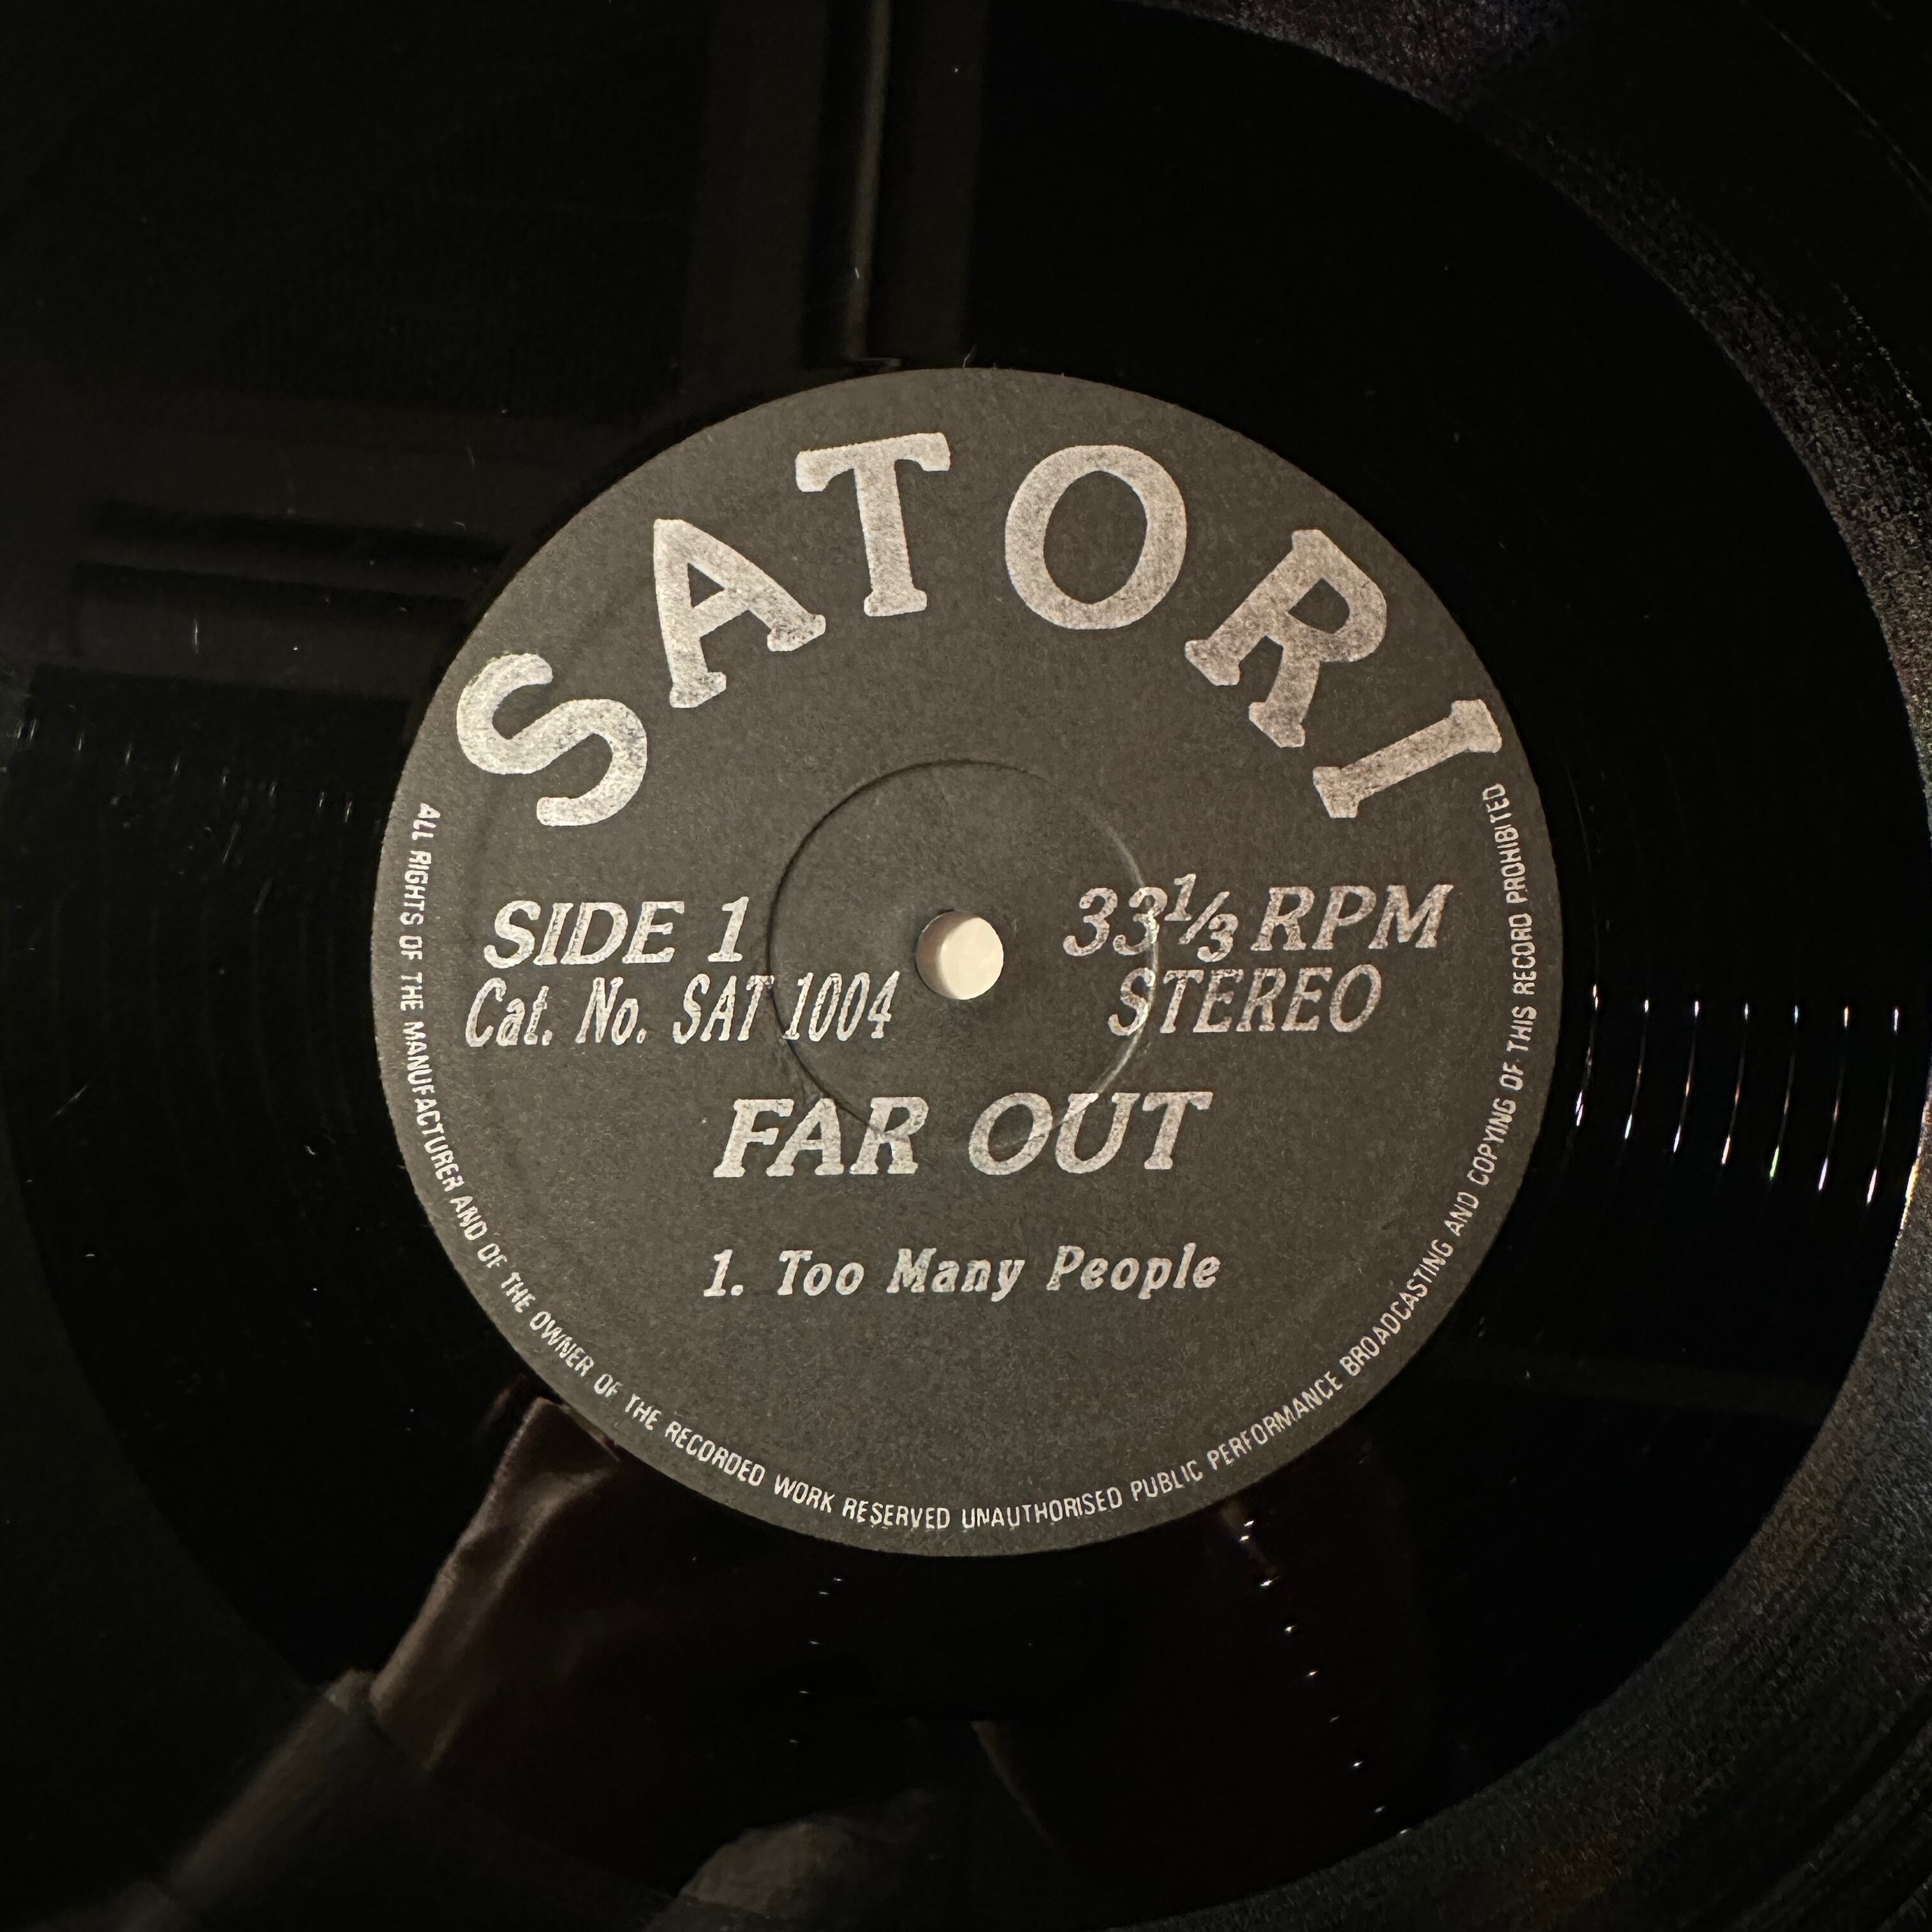 SATORI
SIDE 1
Cat. No. SAT 1004
33⅓ RPM
STEREO
FAR OUT
1. Too Many People
ALL RIGHTS OF THE MANUFACTURER AND OF THE OWNER OF THE RECORDED WORK RESERVED UNAUTHORISED PUBLIC PERFORMANCE BROADCASTING AND COPYING OF THIS RECORD PROHIBITED